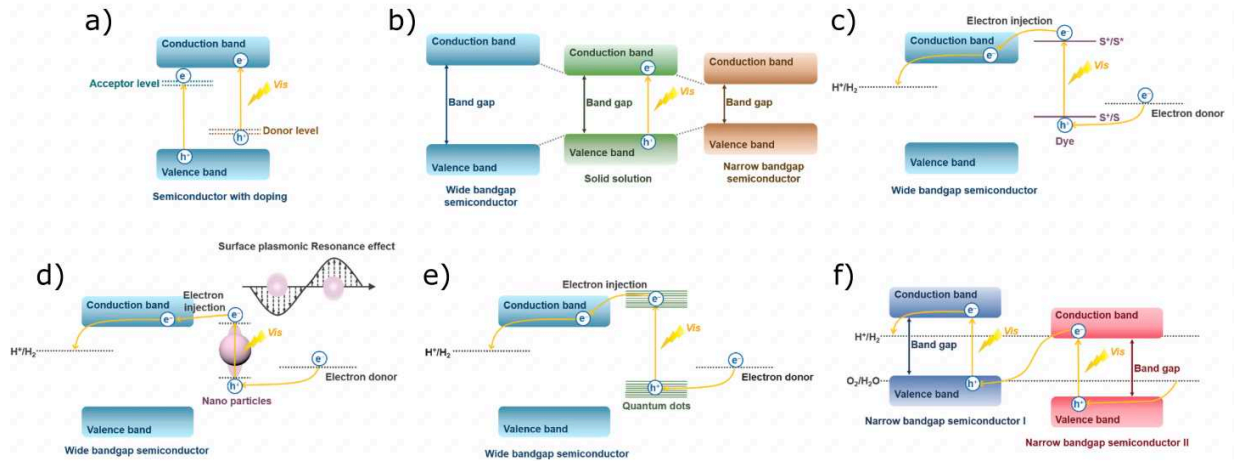 a)
Conduction band
e⁻
e⁻
Acceptor level
Vis
Donor level
h⁺
h⁺
Valence band
Semiconductor with doping
b)
Conduction band
Band gap
Valence band
Wide bandgap
semiconductor
Conduction band
e⁻
Band gap
Vis
Valence band
h⁺
Solid solution
Conduction band
Band gap
Valence band
Narrow bandgap
semiconductor
c)
Electron injection
Conduction band
e⁻
e⁻
S⁺/S*
H⁺/H₂
Vis
e⁻
S⁺/S
Electron donor
h⁺
Dye
Valence band
Wide bandgap semiconductor
d)
Surface plasmonic Resonance effect
Electron
injection
Conduction band
e⁻
e⁻
Vis
H⁺/H₂
e⁻
Electron donor
h⁺
Nano particles
Valence band
Wide bandgap semiconductor
e)
Electron injection
Conduction band
e⁻
e⁻
Vis
H⁺/H₂
e⁻
Electron donor
h⁺
Quantum dots
Valence band
Wide bandgap semiconductor
f)
Conduction band
e⁻
e⁻
H⁺/H₂
Vis
Band gap
O₂/H₂O
h⁺
Valence band
Narrow bandgap semiconductor I
Conduction band
e⁻
Vis
Band gap
h⁺
Valence band
Narrow bandgap semiconductor II